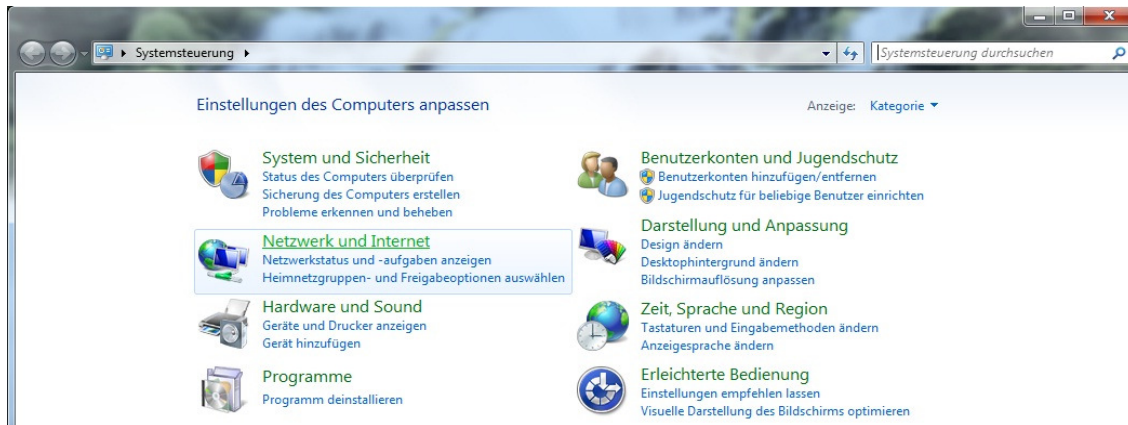 Systemsteuerung
Systemsteuerung durchsuchen
Einstellungen des Computers anpassen
Anzeige: Kategorie
System und Sicherheit
Status des Computers überprüfen
Sicherung des Computers erstellen
Probleme erkennen und beheben
Netzwerk und Internet
Netzwerkstatus und -aufgaben anzeigen
Heimnetzgruppen- und Freigabeoptionen auswählen
Hardware und Sound
Geräte und Drucker anzeigen
Gerät hinzufügen
Programme
Programm deinstallieren
Benutzerkonten und Jugendschutz
Benutzerkonten hinzufügen/entfernen
Jugendschutz für beliebige Benutzer einrichten
Darstellung und Anpassung
Design ändern
Desktophintergrund ändern
Bildschirmauflösung anpassen
Zeit, Sprache und Region
Tastaturen und Eingabemethoden ändern
Anzeigesprache ändern
Erleichterte Bedienung
Einstellungen empfehlen lassen
Visuelle Darstellung des Bildschirms optimieren